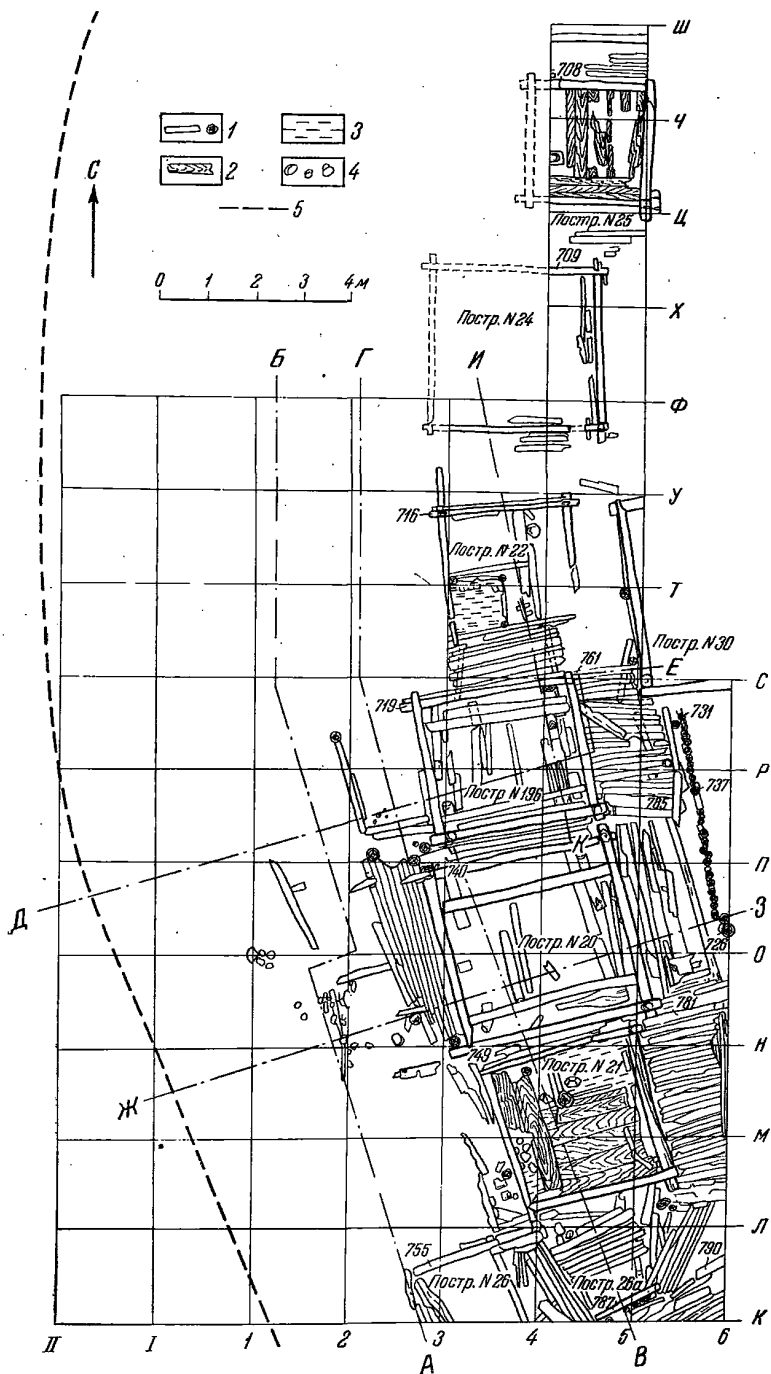 Ш
708
1
3
Ч
2
4
С
5
Ц
Постр. N 25
709
0 1 2 3 4 м
Х
Постр. N 24
Б Г И
Ф
У
716
Постр. N 22
Т
Постр. N 30
Е
761
С
719
731
Р
Постр. N 19б
737
785
К
П
740
З
Д
Постр. N 20
726
О
781
749
Н
Постр. N 21
Ж
М
Л
755
790
Постр. N 26
Постр. 26а
787
К
II I 1 2 3 4 5 6
А В